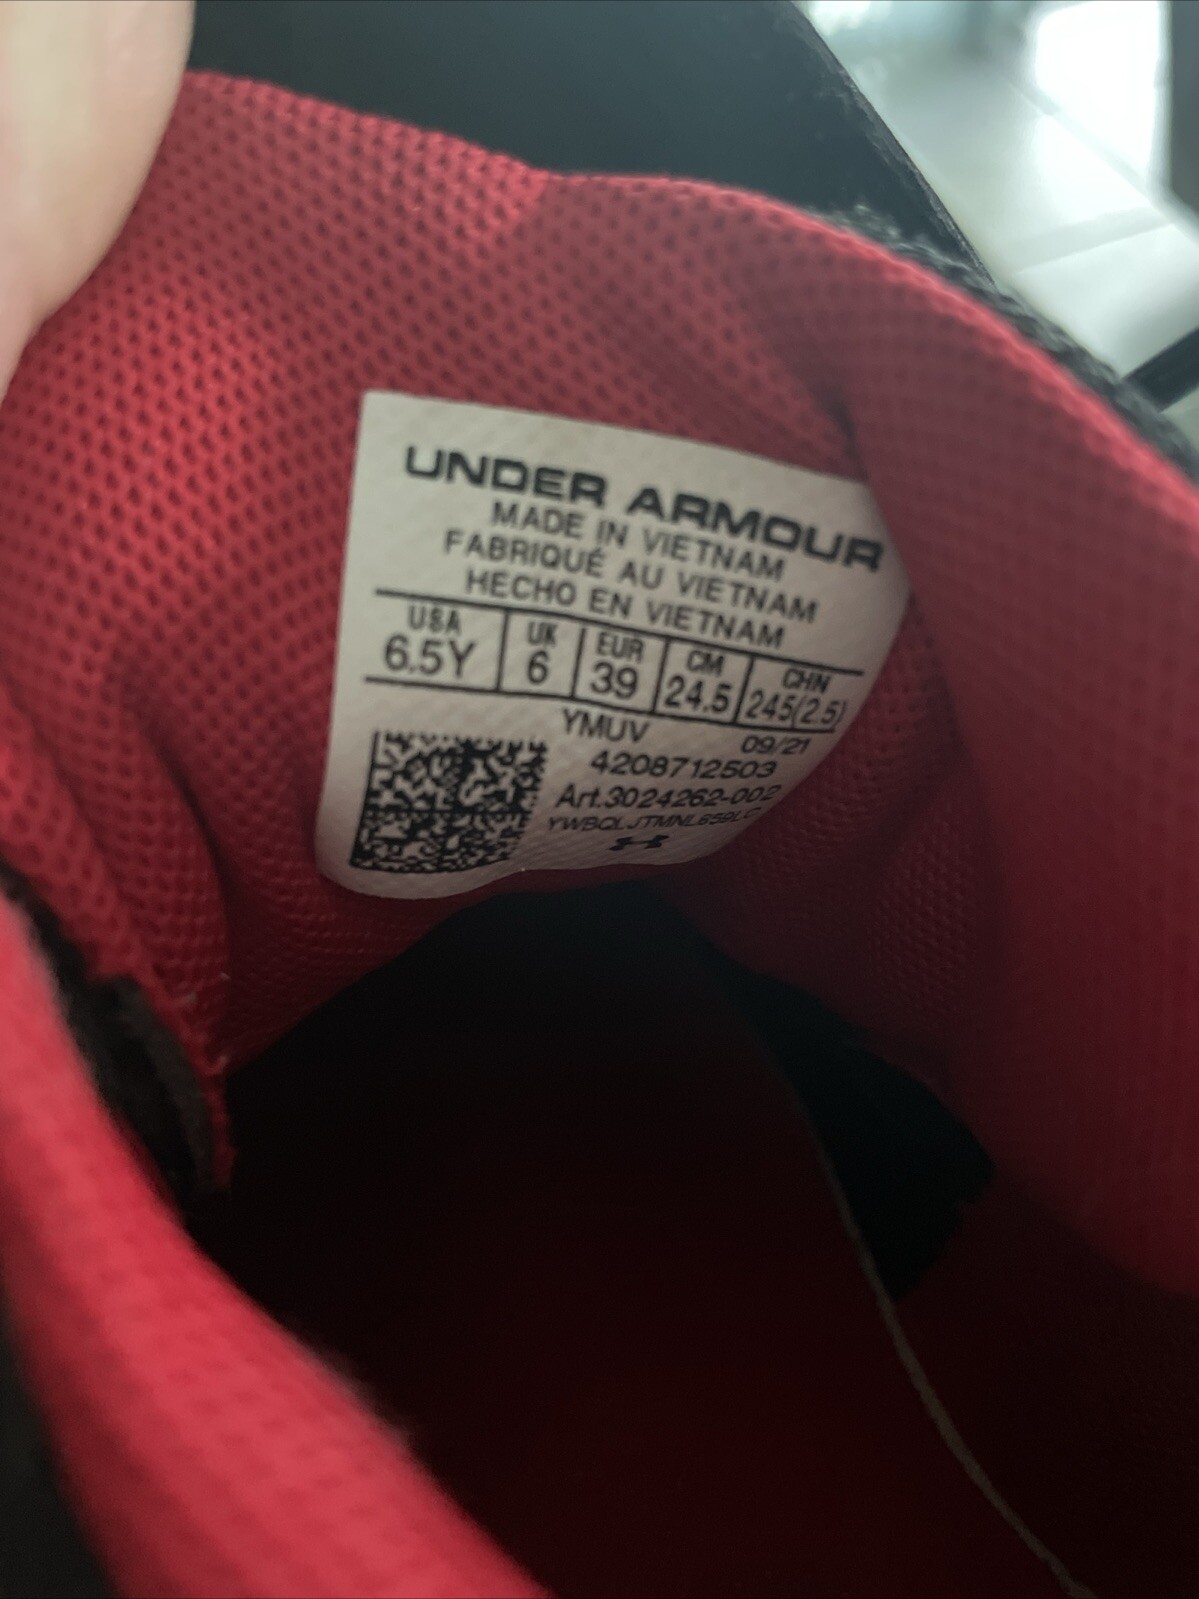 UNDER ARMOUR
MADE IN VIETNAM
FABRIQUÉ AU VIETNAM
HECHO EN VIETNAM
USA UK EUR CM CHN
6.5Y 6 39 24.5 245(2.5)
YMUV 09/21
4208712503
Art.3024262-002